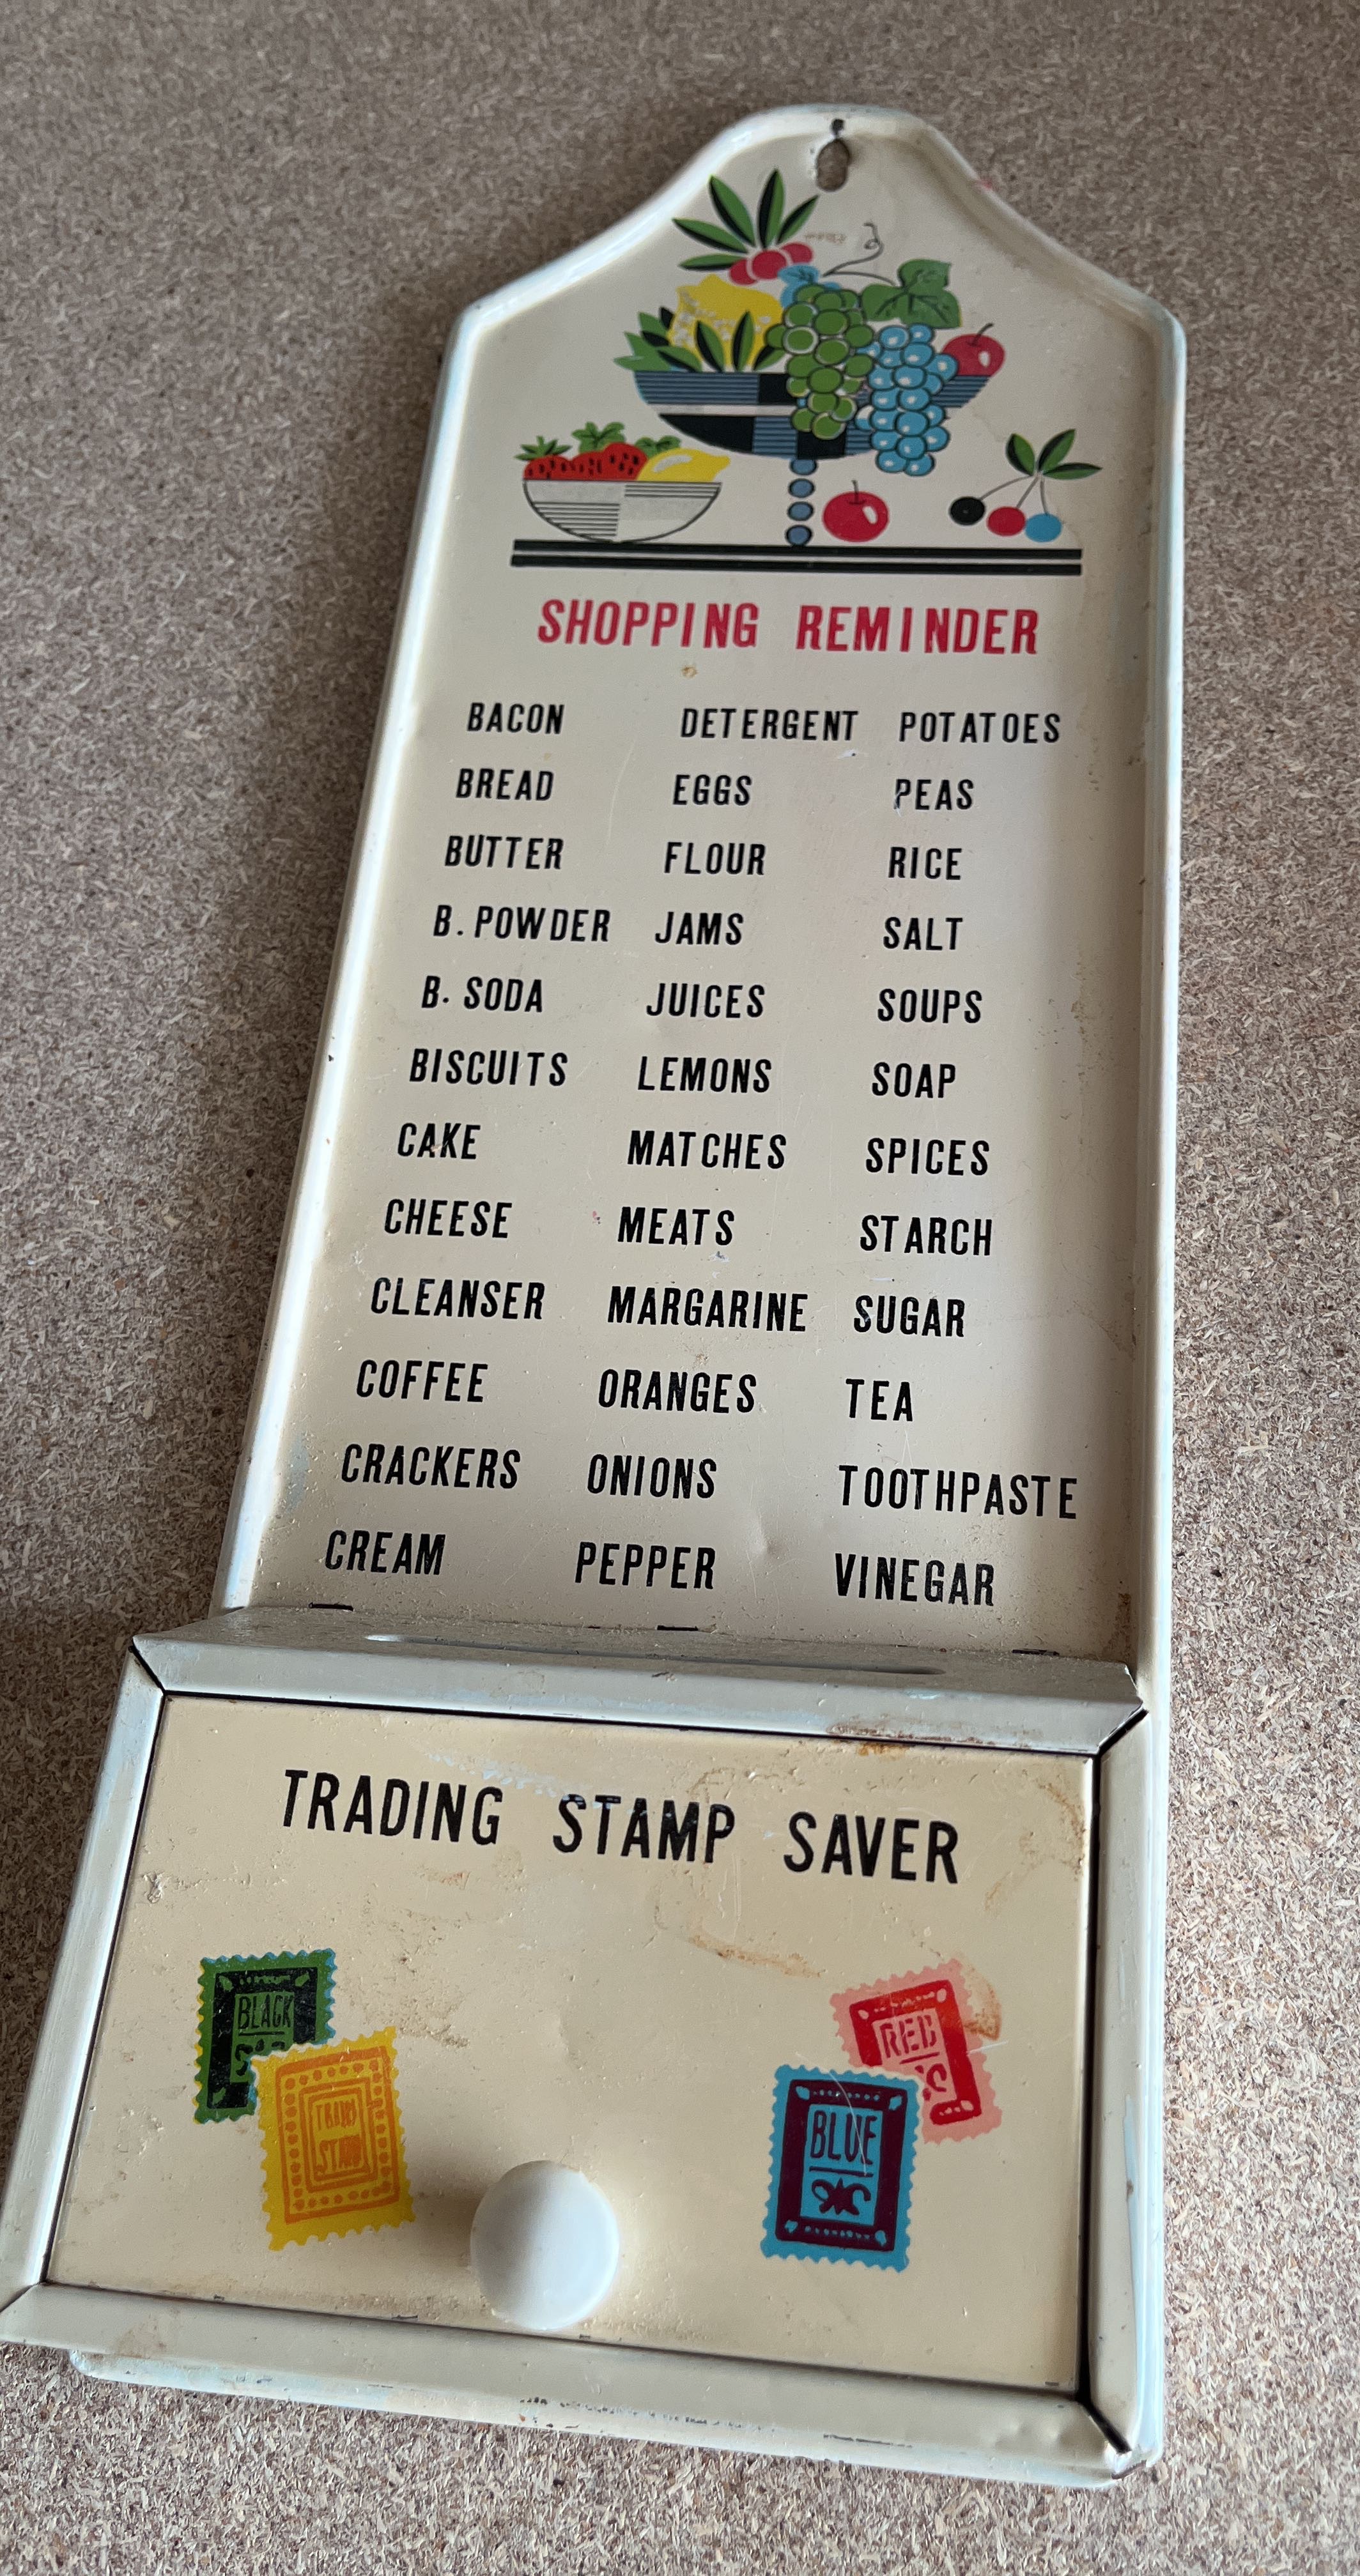 SHOPPING REMINDER
BACON DETERGENT POTATOES
BREAD EGGS PEAS
BUTTER FLOUR RICE
B. POWDER JAMS SALT
B. SODA JUICES SOUPS
BISCUITS LEMONS SOAP
CAKE MATCHES SPICES
CHEESE MEATS STARCH
CLEANSER MARGARINE SUGAR
COFFEE ORANGES TEA
CRACKERS ONIONS TOOTHPASTE
CREAM PEPPER VINEGAR
TRADING STAMP SAVER
BLACK
RED
BLUE